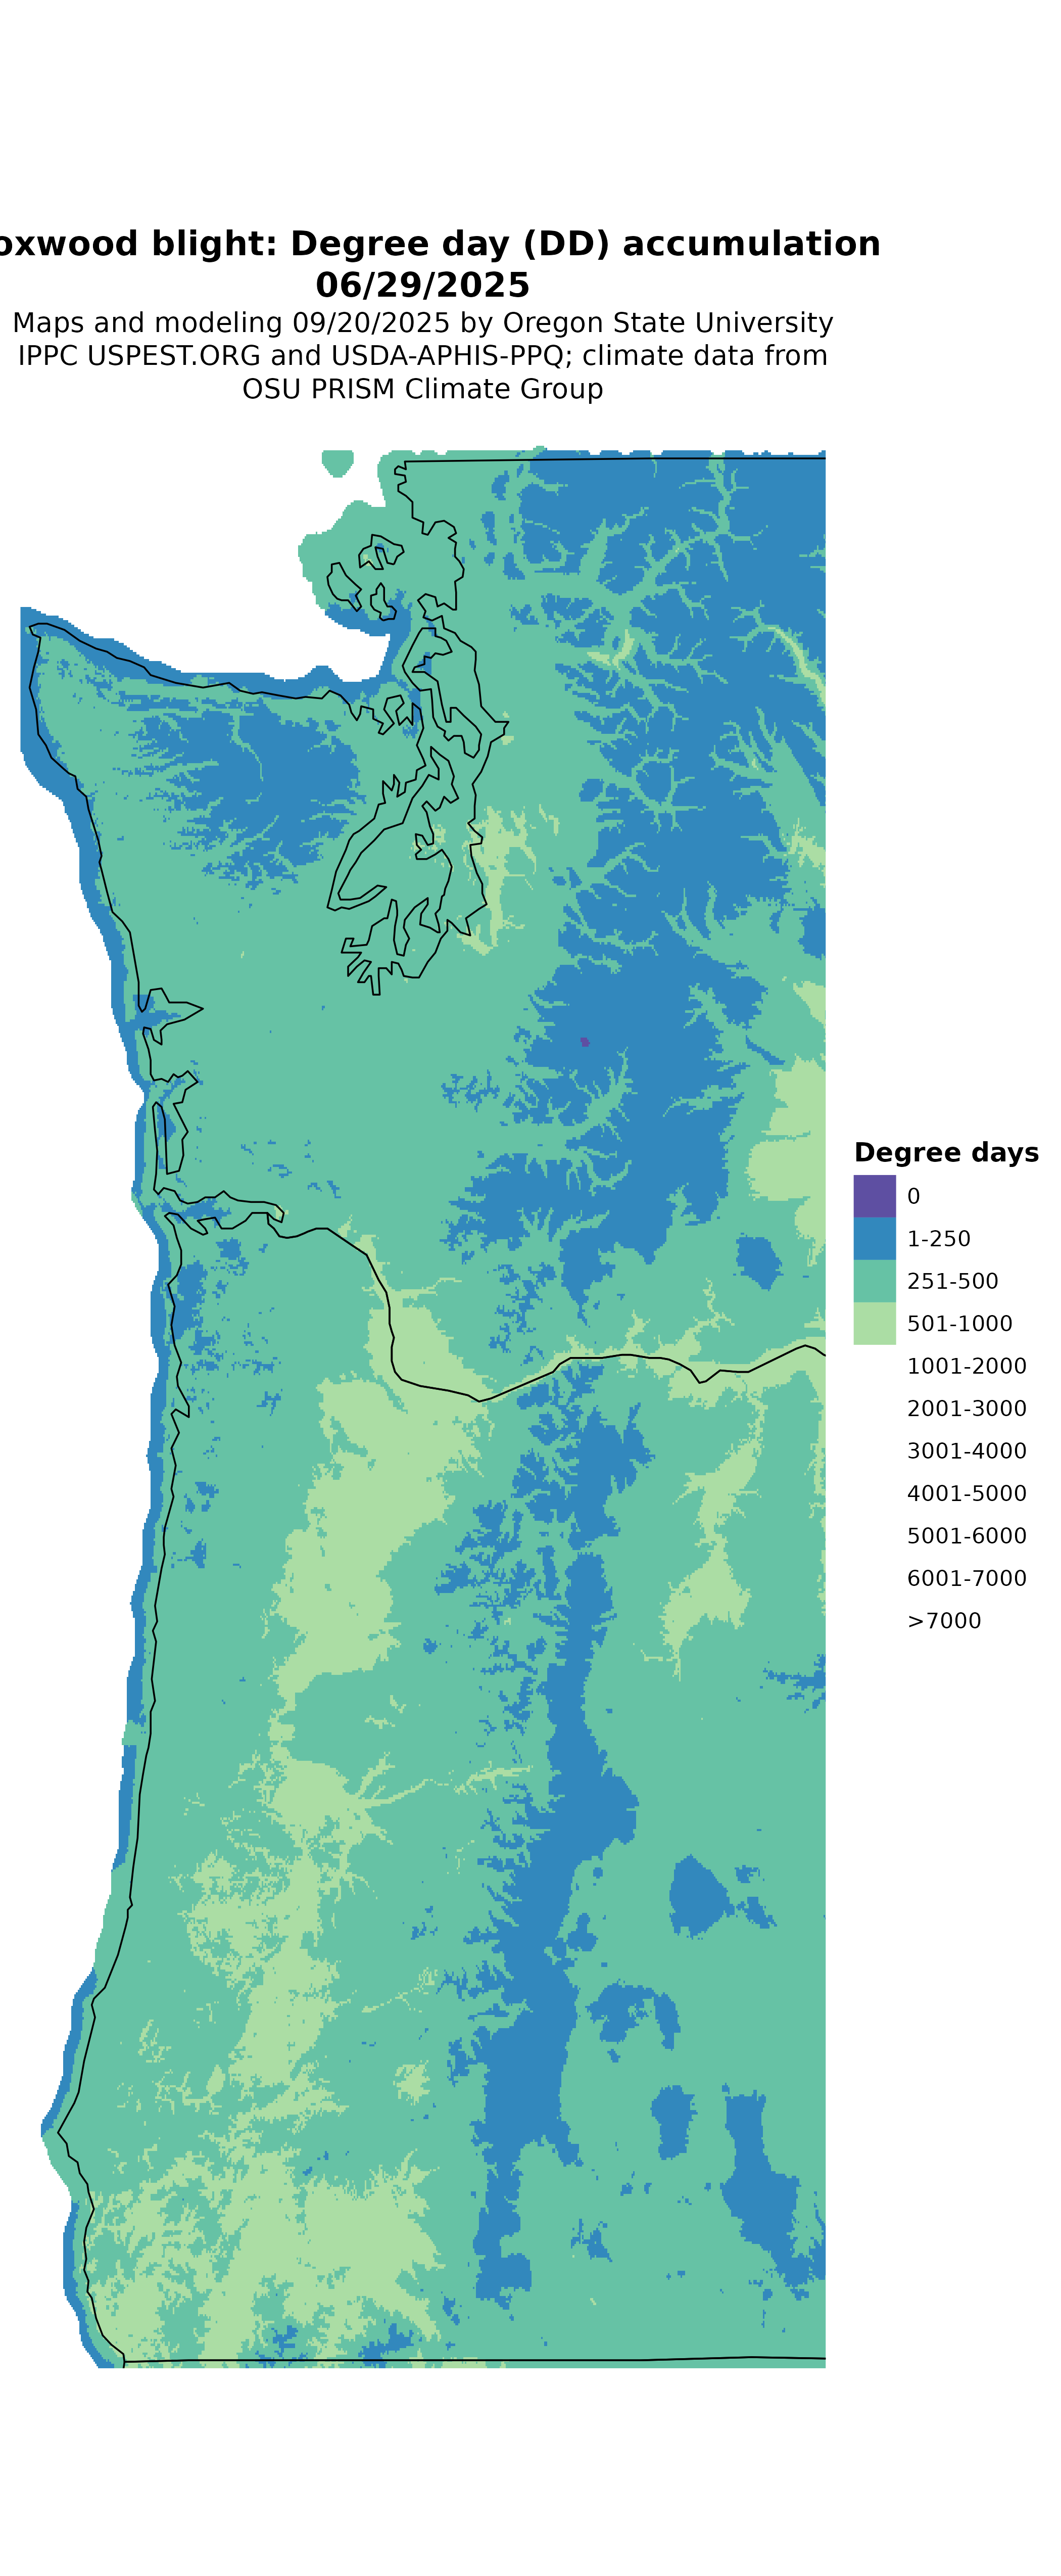 oxwood blight: Degree day (DD) accumulation
06/29/2025
Maps and modeling 09/20/2025 by Oregon State University
IPPC USPEST.ORG and USDA-APHIS-PPQ; climate data from
OSU PRISM Climate Group
Degree days
0
1-250
251-500
501-1000
1001-2000
2001-3000
3001-4000
4001-5000
5001-6000
6001-7000
>7000